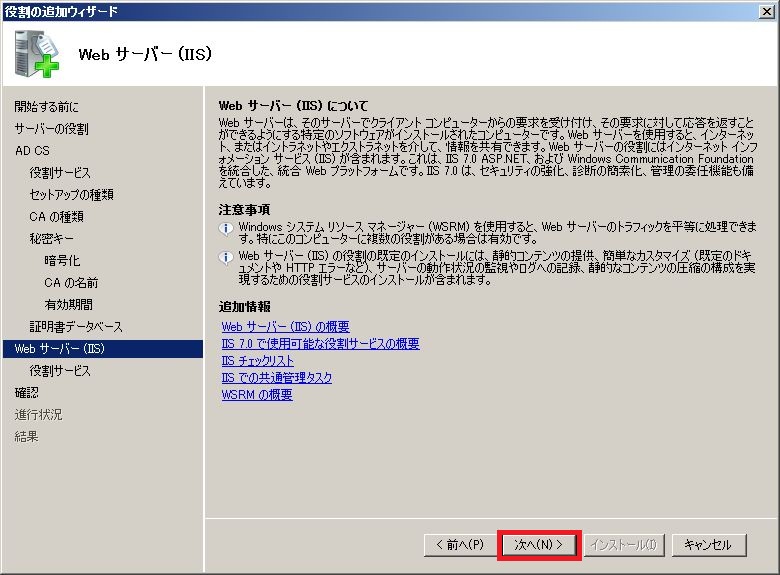 役割の追加ウィザード
Web サーバー (IIS)
開始する前に
サーバーの役割
AD CS
役割サービス
セットアップの種類
CA の種類
秘密キー
暗号化
CA の名前
有効期間
証明書データベース
Web サーバー (IIS)
役割サービス
確認
進行状況
結果
Web サーバー (IIS) について
Web サーバーは、そのサーバーでクライアント コンピューターからの要求を受け付け、その要求に対して応答を返すこと
ができるようにする特定のソフトウェアがインストールされたコンピューターです。Web サーバーを使用すると、インターネッ
ト、またはイントラネットやエクストラネットを介して、情報を共有できます。Web サーバーの役割にはインターネット インフ
ォメーション サービス (IIS) が含まれます。これは、IIS 7.0 ASP.NET、および Windows Communication Foundation
を統合した、統合 Web プラットフォームです。IIS 7.0 は、セキュリティの強化、診断の簡素化、管理の委任機能も備
えています。
注意事項
Windows システム リソース マネージャー (WSRM) を使用すると、Web サーバーのトラフィックを平等に処理できま
す。特にこのコンピューターに複数の役割がある場合は有効です。
Web サーバー (IIS) の役割の既定のインストールには、静的コンテンツの提供、簡単なカスタマイズ (既定のドキ
ュメントや HTTP エラーなど)、サーバーの動作状況の監視やログへの記録、静的なコンテンツの圧縮の構成を実
現するための役割サービスのインストールが含まれます。
追加情報
Web サーバー (IIS) の概要
IIS 7.0 で使用可能な役割サービスの概要
IIS チェックリスト
IIS での共通管理タスク
WSRM の概要
< 前へ(P)
次へ(N) >
インストール(I)
キャンセル